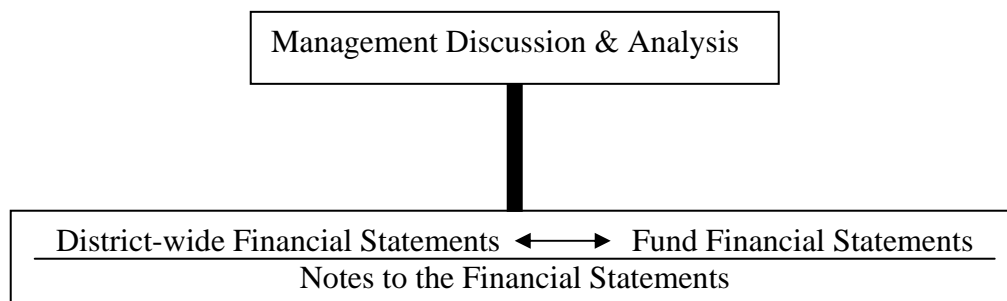 Management Discussion & Analysis
District-wide Financial Statements Fund Financial Statements
Notes to the Financial Statements